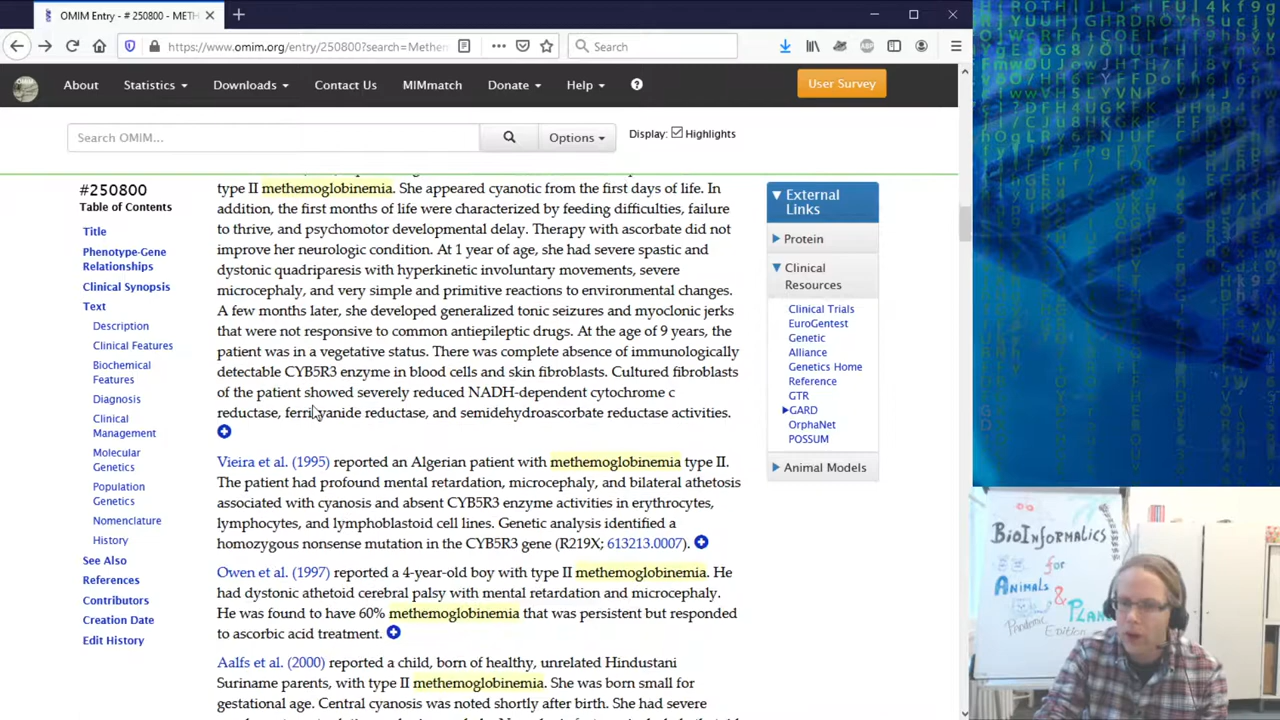 OMIM Entry - # 250800 - METH
https://www.omim.org/entry/250800?search=Methe
Search
About
Statistics
Downloads
Contact Us
MIMmatch
Donate
Help
User Survey
Search OMIM...
Options
Display:
Highlights
#250800
Table of Contents
Title
Phenotype-Gene
Relationships
Clinical Synopsis
Text
Description
Clinical Features
Biochemical
Features
Diagnosis
Clinical
Management
Molecular
Genetics
Population
Genetics
Nomenclature
History
See Also
References
Contributors
Creation Date
Edit History
type II methemoglobinemia. She appeared cyanotic from the first days of life. In
addition, the first months of life were characterized by feeding difficulties, failure
to thrive, and psychomotor developmental delay. Therapy with ascorbate did not
improve her neurologic condition. At 1 year of age, she had severe spastic and
dystonic quadriparesis with hyperkinetic involuntary movements, severe
microcephaly, and very simple and primitive reactions to environmental changes.
A few months later, she developed generalized tonic seizures and myoclonic jerks
that were not responsive to common antiepileptic drugs. At the age of 9 years, the
patient was in a vegetative status. There was complete absence of immunologically
detectable CYB5R3 enzyme in blood cells and skin fibroblasts. Cultured fibroblasts
of the patient showed severely reduced NADH-dependent cytochrome c
reductase, ferricyanide reductase, and semidehydroascorbate reductase activities.
Vieira et al. (1995) reported an Algerian patient with methemoglobinemia type II.
The patient had profound mental retardation, microcephaly, and bilateral athetosis
associated with cyanosis and absent CYB5R3 enzyme activities in erythrocytes,
lymphocytes, and lymphoblastoid cell lines. Genetic analysis identified a
homozygous nonsense mutation in the CYB5R3 gene (R219X; 613213.0007).
Owen et al. (1997) reported a 4-year-old boy with type II methemoglobinemia. He
had dystonic athetoid cerebral palsy with mental retardation and microcephaly.
He was found to have 60% methemoglobinemia that was persistent but responded
to ascorbic acid treatment.
Aalfs et al. (2000) reported a child, born of healthy, unrelated Hindustani
Suriname parents, with type II methemoglobinemia. She was born small for
gestational age. Central cyanosis was noted shortly after birth. She had severe
External
Links
Protein
Clinical
Resources
Clinical Trials
EuroGentest
Genetic
Alliance
Genetics Home
Reference
GTR
GARD
OrphaNet
POSSUM
Animal Models
BioInformatics
for
Animals
&
Pandemic
Edition